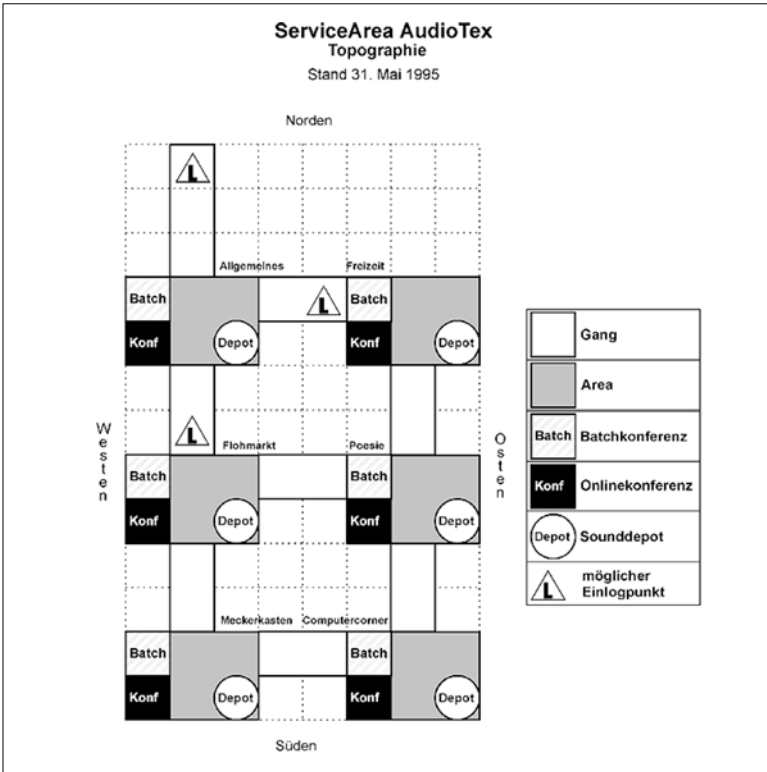 ServiceArea AudioTex
Topographie
Stand 31. Mai 1995
Norden
L
Allgemeines Freizeit
Batch L Batch
Konf Depot Konf Depot
Westen
Osten
L
Flohmarkt Poesie
Batch Batch
Konf Depot Konf Depot
Meckerkasten Computercorner
Batch Batch
Konf Depot Konf Depot
Süden
Gang
Area
Batch Batchkonferenz
Konf Onlinekonferenz
Depot Sounddepot
L möglicher
Einlogpunkt